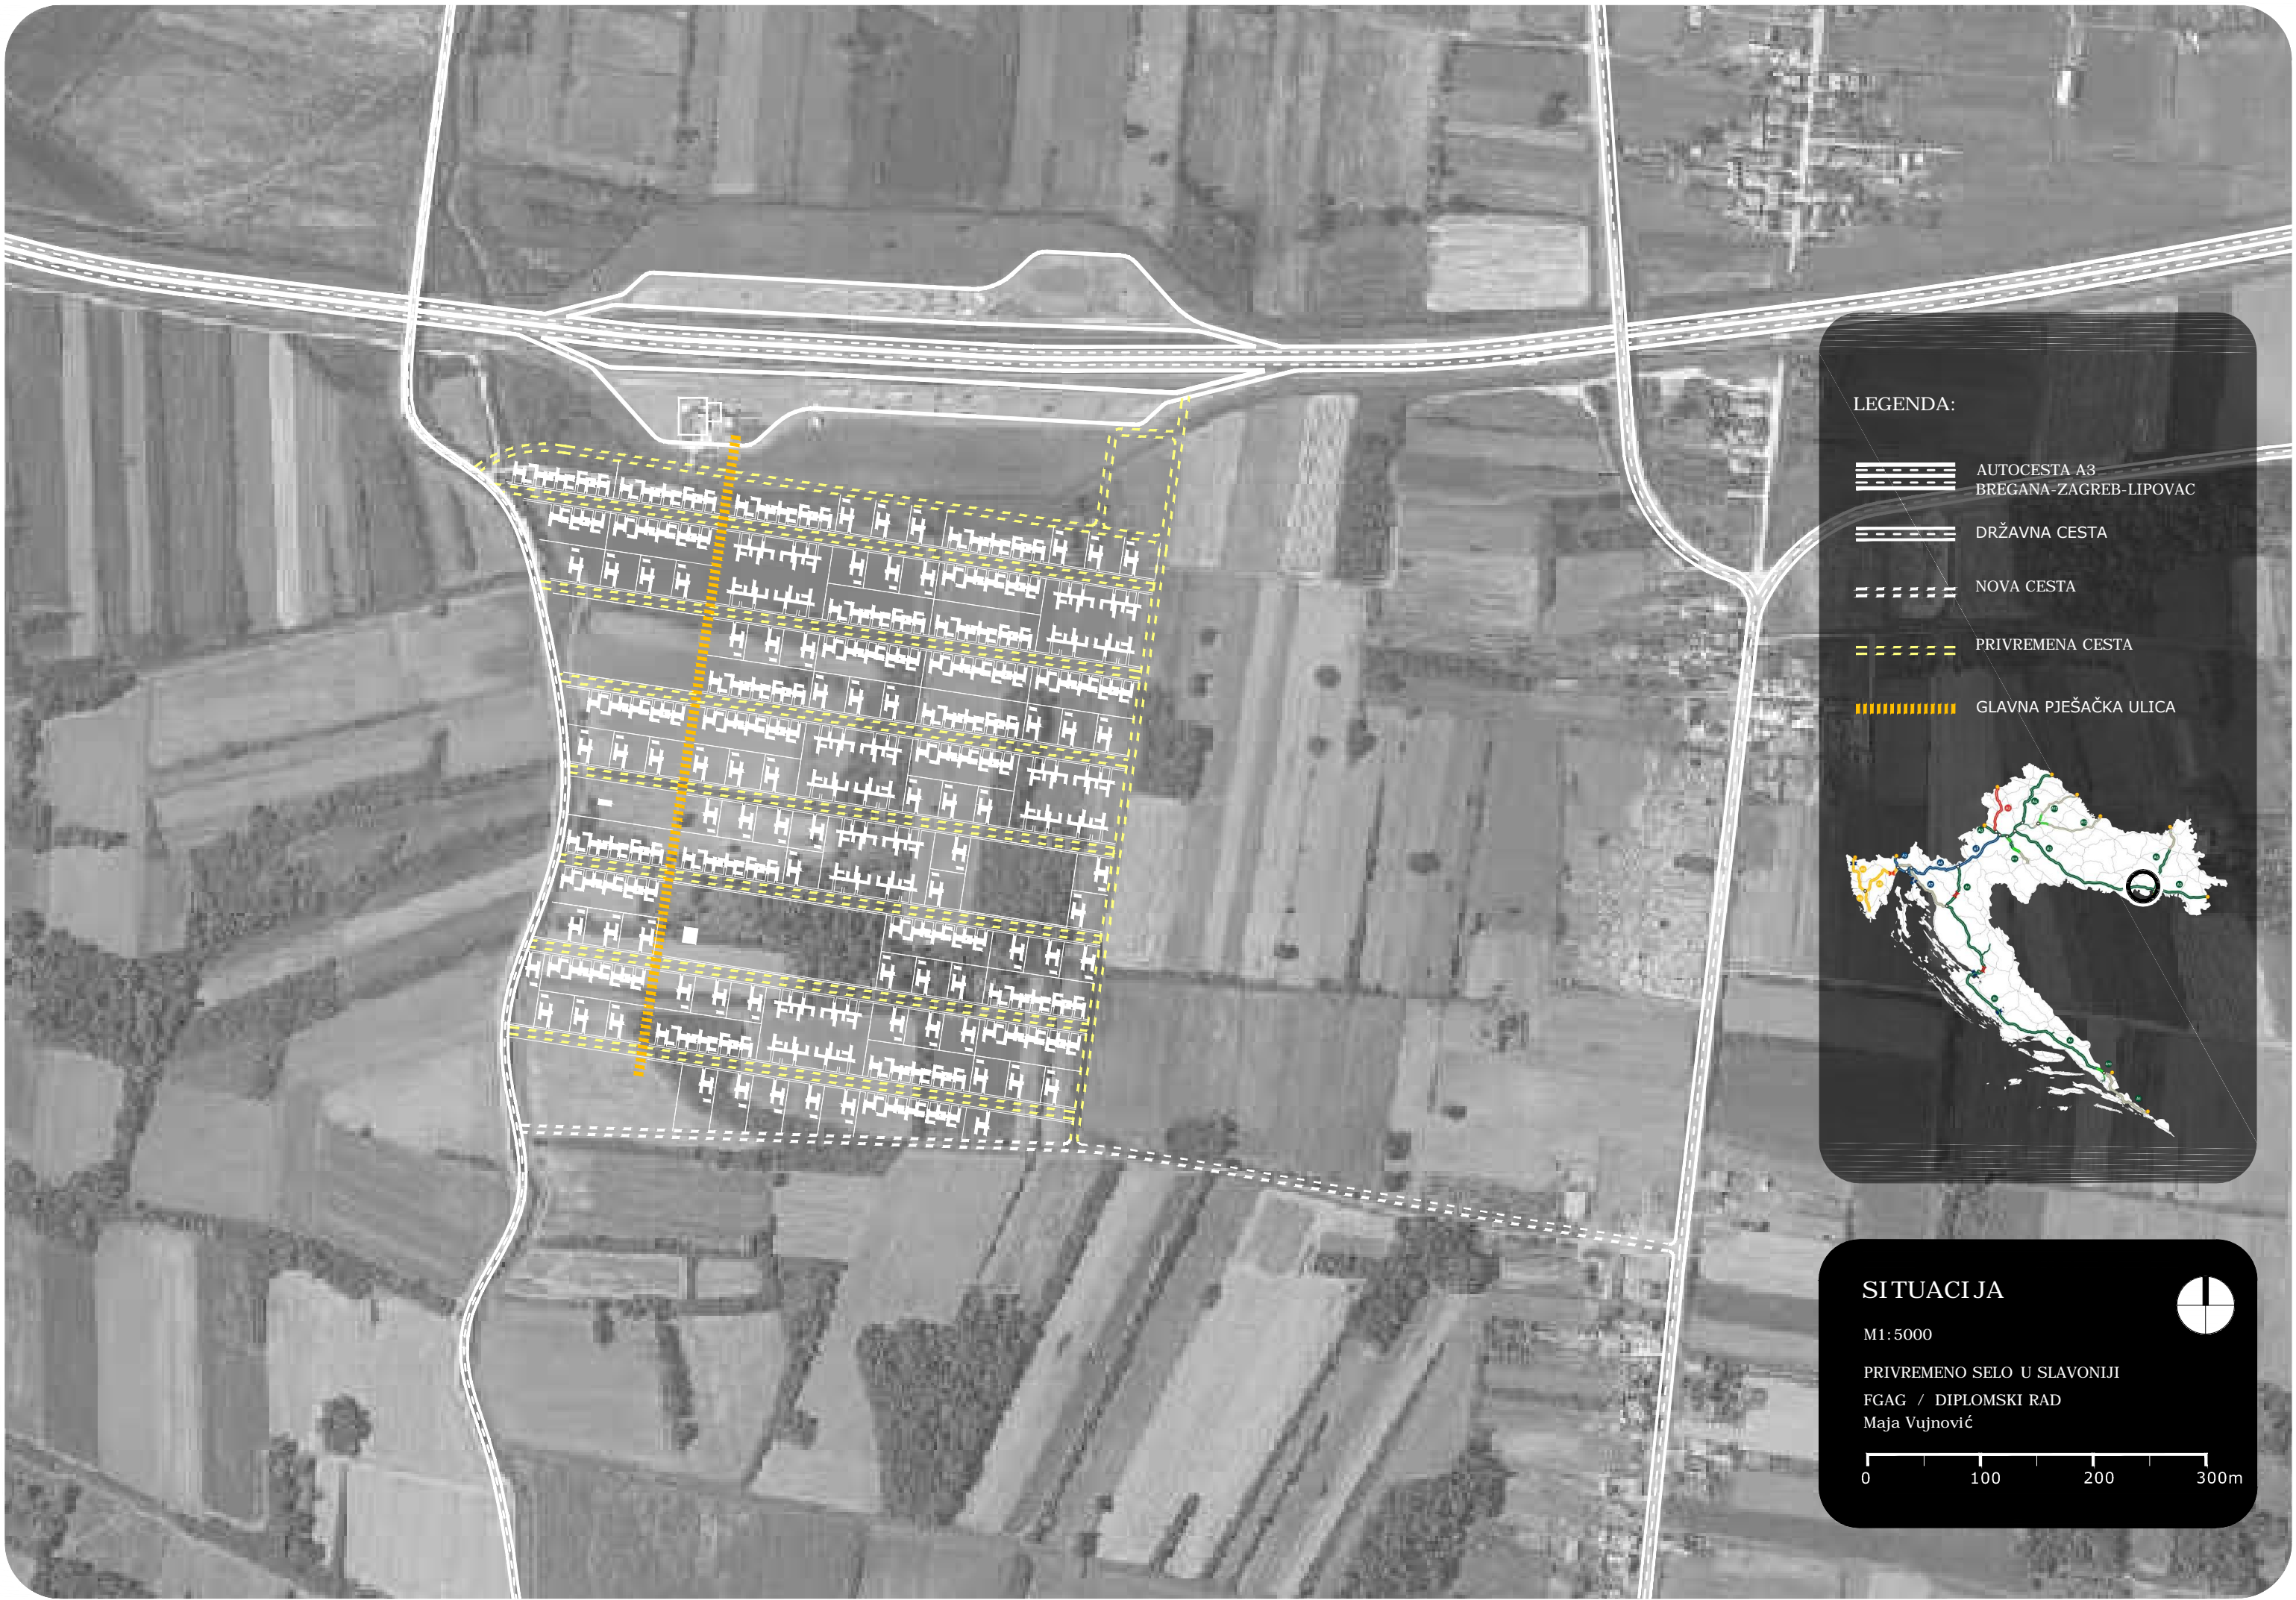 LEGENDA:
AUTOCESTA A3
BREGANA-ZAGREB-LIPOVAC
DRŽAVNA CESTA
NOVA CESTA
PRIVREMENA CESTA
GLAVNA PJEŠAČKA ULICA
SITUACIJA
M1:5000
PRIVREMENO SELO U SLAVONIJI
FGAG / DIPLOMSKI RAD
Maja Vujnović
0 100 200 300m